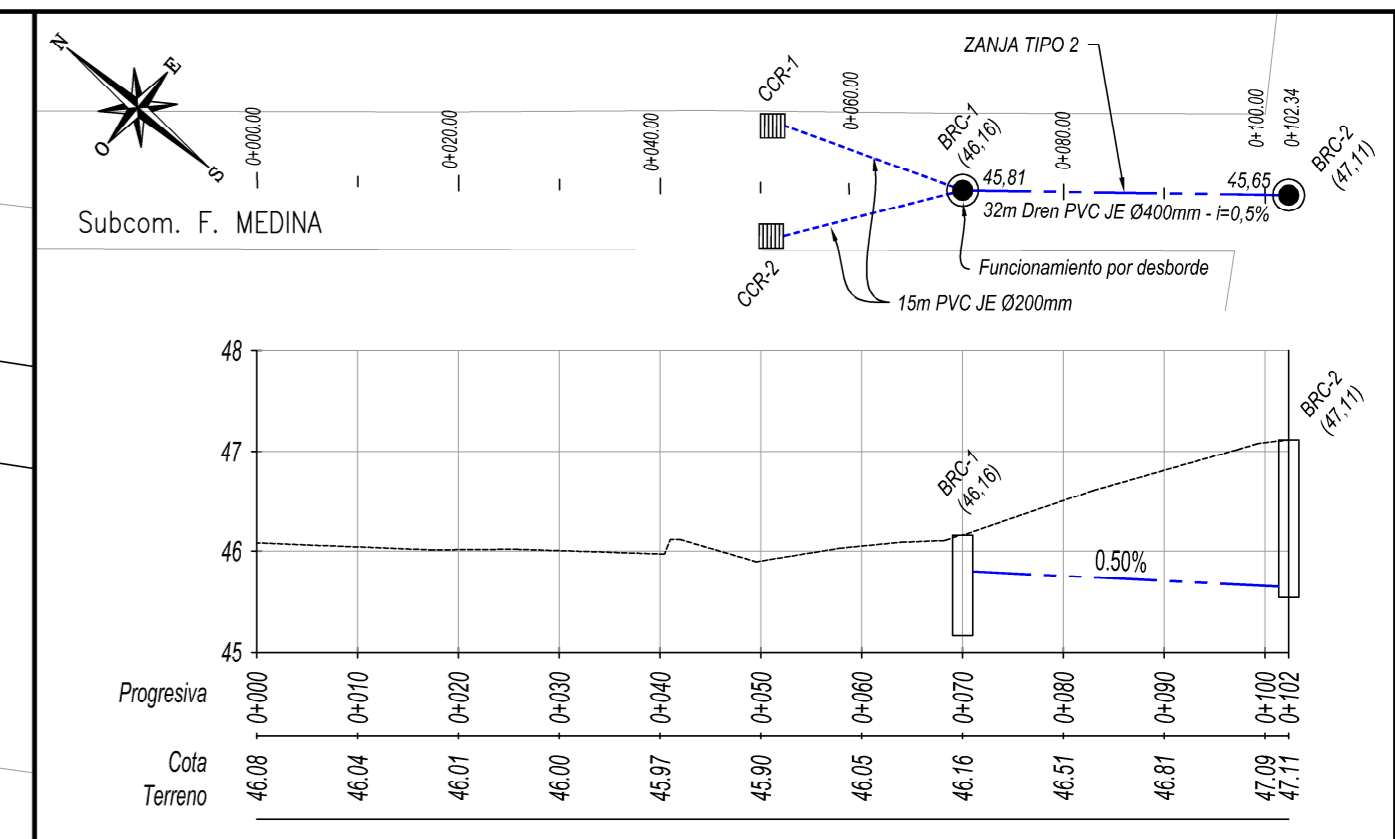 N
E
O
S
Subcom. F. MEDINA
0+000.00
0+020.00
0+040.00
0+060.00
0+080.00
0+100.00
0+102.34
CCR-1
CCR-2
ZANJA TIPO 2
BRC-1
(46,16)
BRC-2
(47,11)
45,81
45,65
32m Dren PVC JE Ø400mm - i=0,5%
Funcionamiento por desborde
15m PVC JE Ø200mm
48
47
46
45
BRC-1
(46,16)
BRC-2
(47,11)
0.50%
Progresiva
0+000
0+010
0+020
0+030
0+040
0+050
0+060
0+070
0+080
0+090
0+100
0+102
Cota
Terreno
46.08
46.04
46.01
46.00
45.97
45.90
46.05
46.16
46.51
46.81
47.09
47.11